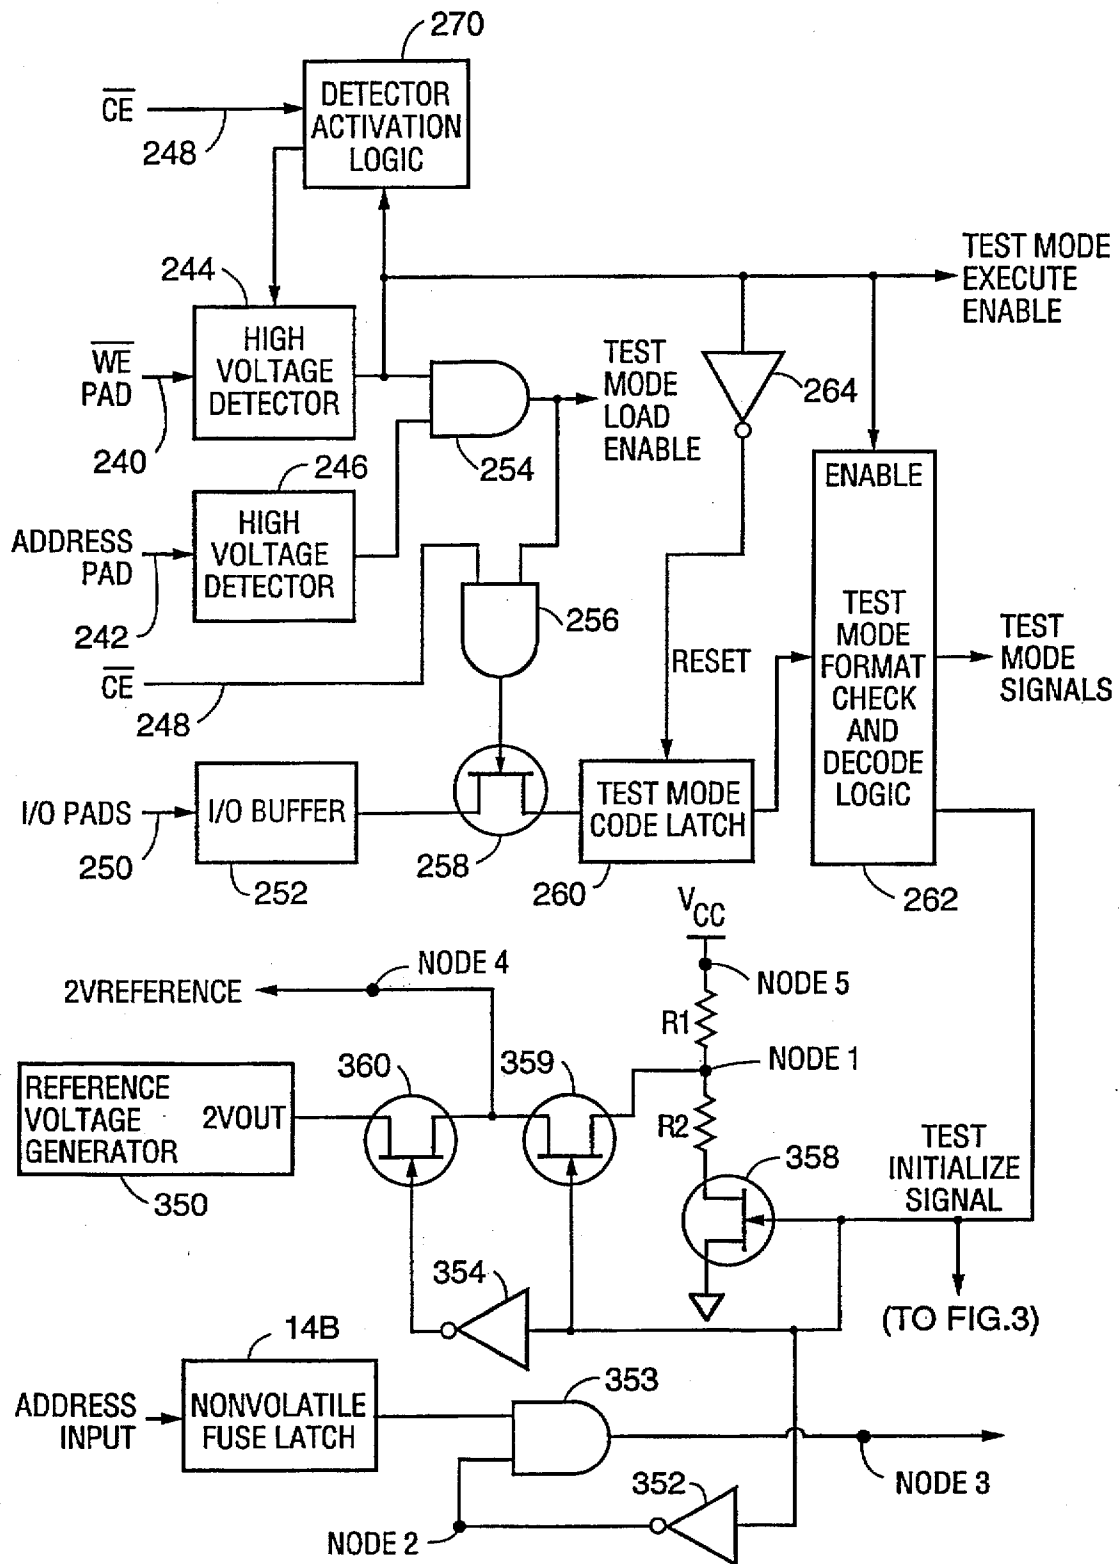 270
CE
DETECTOR
ACTIVATION
LOGIC
248
TEST MODE
EXECUTE
ENABLE
244
WE
PAD
HIGH
VOLTAGE
DETECTOR
TEST
MODE
LOAD
ENABLE
264
240
246
254
ENABLE
ADDRESS
PAD
HIGH
VOLTAGE
DETECTOR
242
256
CE
248
RESET
TEST
MODE
FORMAT
CHECK
AND
DECODE
LOGIC
TEST
MODE
SIGNALS
I/O PADS
I/O BUFFER
TEST MODE
CODE LATCH
250
252
258
260
262
VCC
NODE 4
NODE 5
2VREFERENCE
R1
360
359
NODE 1
REFERENCE
VOLTAGE
GENERATOR
2VOUT
R2
358
TEST
INITIALIZE
SIGNAL
350
354
(TO FIG.3)
14B
353
ADDRESS
INPUT
NONVOLATILE
FUSE LATCH
NODE 3
352
NODE 2